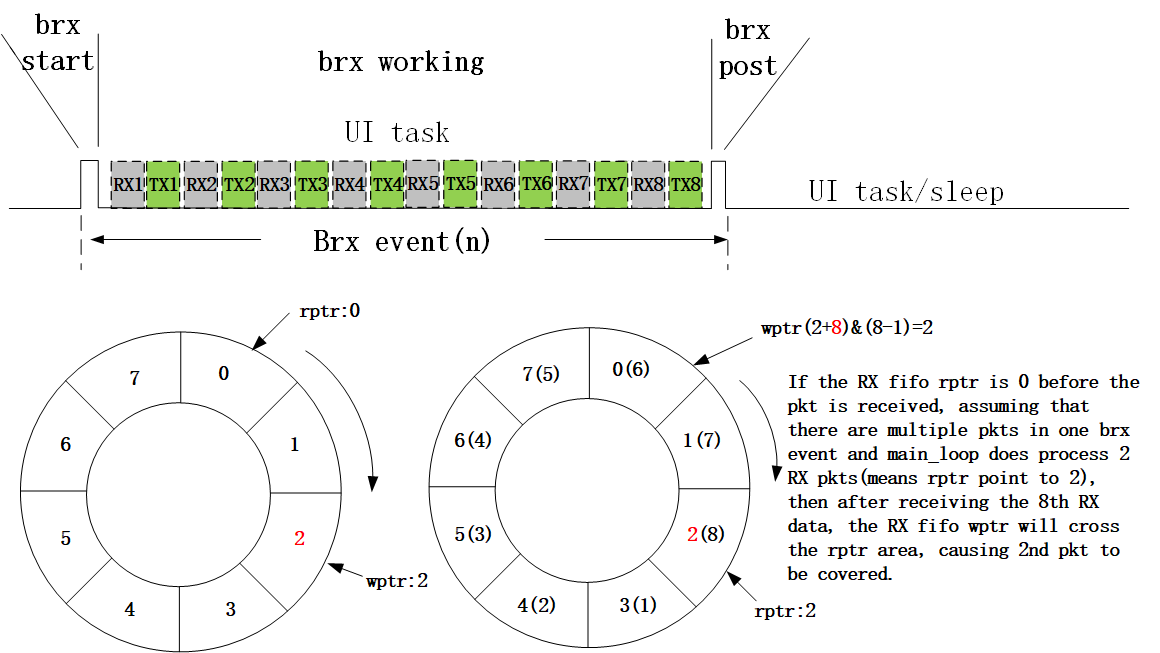 brx
start
brx working
brx
post
UI task
RX1 TX1 RX2 TX2 RX3 TX3 RX4 TX4 RX5 TX5 RX6 TX6 RX7 TX7 RX8 TX8
UI task/sleep
Brx event(n)
rptr:0
7
0
6
1
5
2
4
3
wptr:2
wptr(2+8)&(8-1)=2
7(5)
0(6)
6(4)
1(7)
5(3)
2(8)
4(2)
3(1)
rptr:2
If the RX fifo rptr is 0 before the
pkt is received, assuming that
there are multiple pkts in one brx
event and main_loop does process 2
RX pkts(means rptr point to 2),
then after receiving the 8th RX
data, the RX fifo wptr will cross
the rptr area, causing 2nd pkt to
be covered.